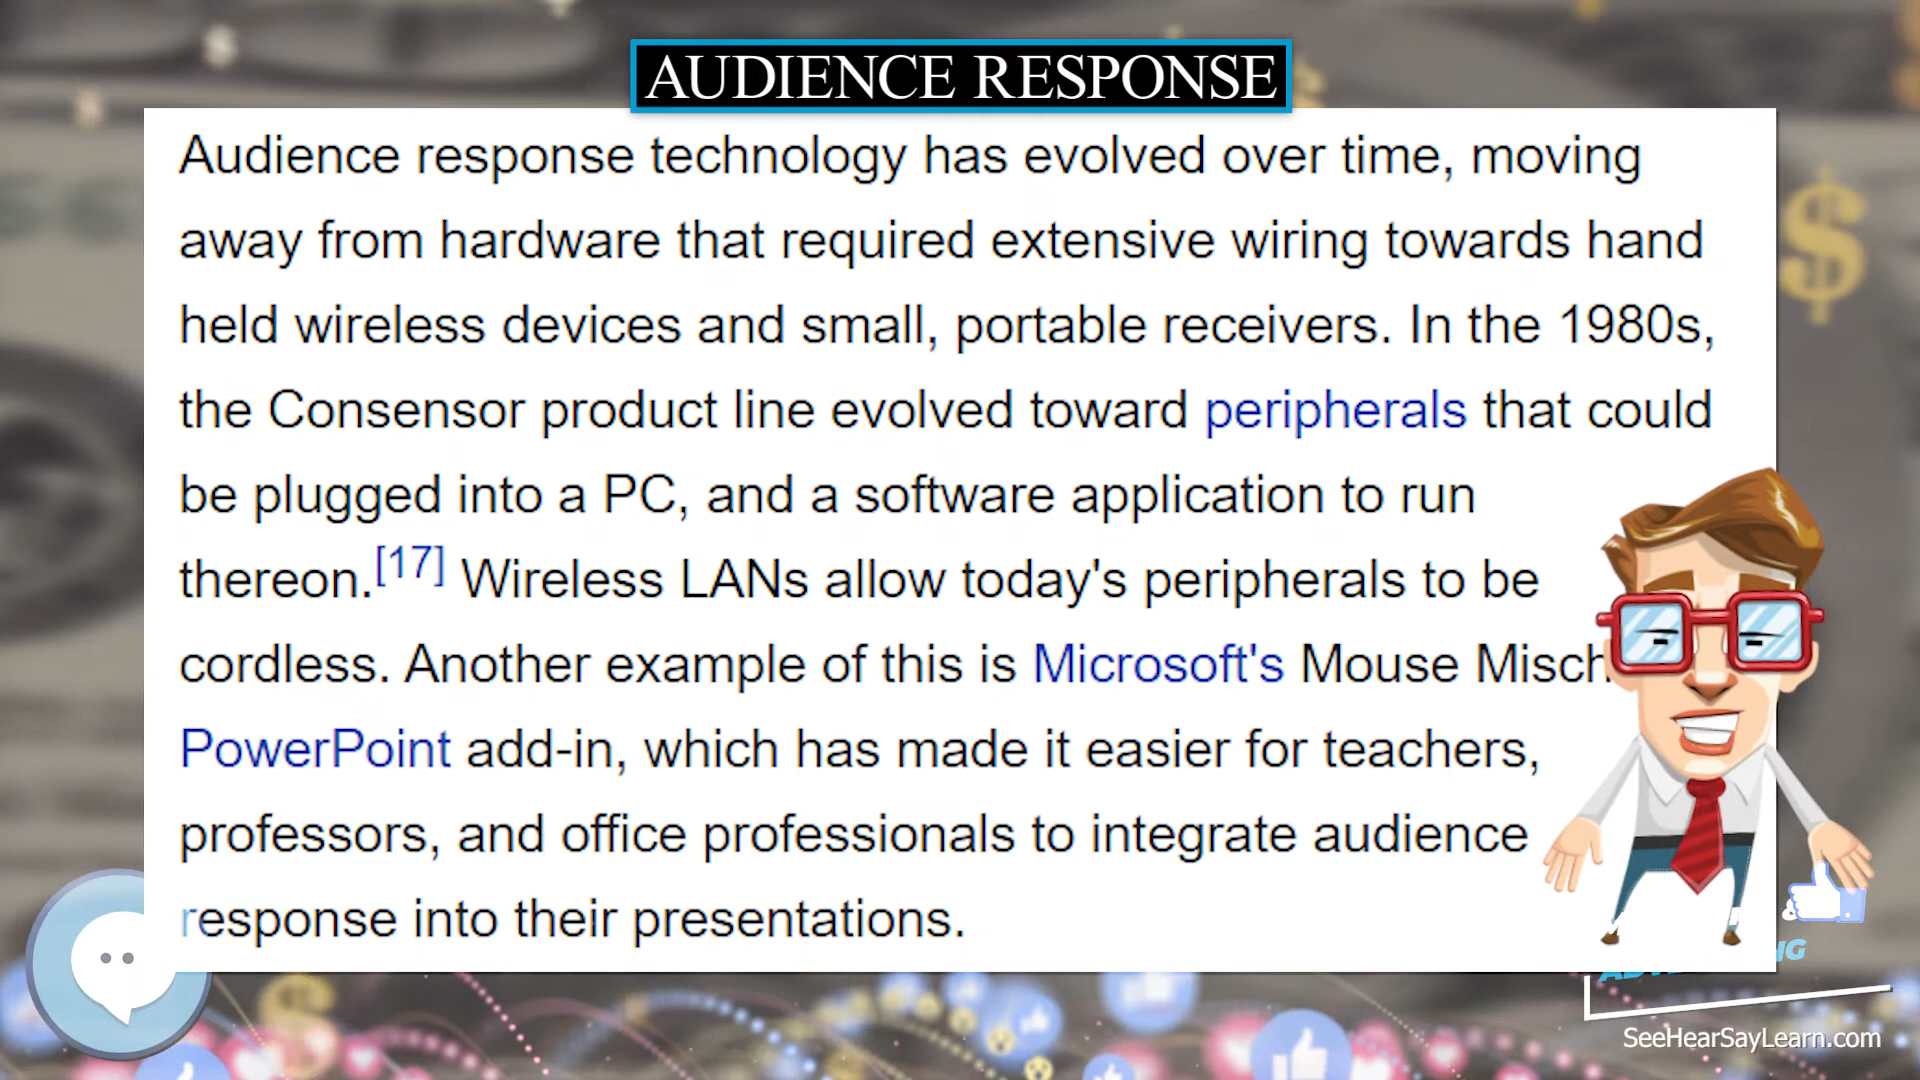 AUDIENCE RESPONSE
Audience response technology has evolved over time, moving
away from hardware that required extensive wiring towards hand
held wireless devices and small, portable receivers. In the 1980s,
the Consensor product line evolved toward peripherals that could
be plugged into a PC, and a software application to run
thereon.[17] Wireless LANs allow today's peripherals to be
cordless. Another example of this is Microsoft's Mouse
PowerPoint add-in, which has made it easier for teachers,
professors, and office professionals to integrate audience
response into their presentations.
SeeHearSayLearn.com